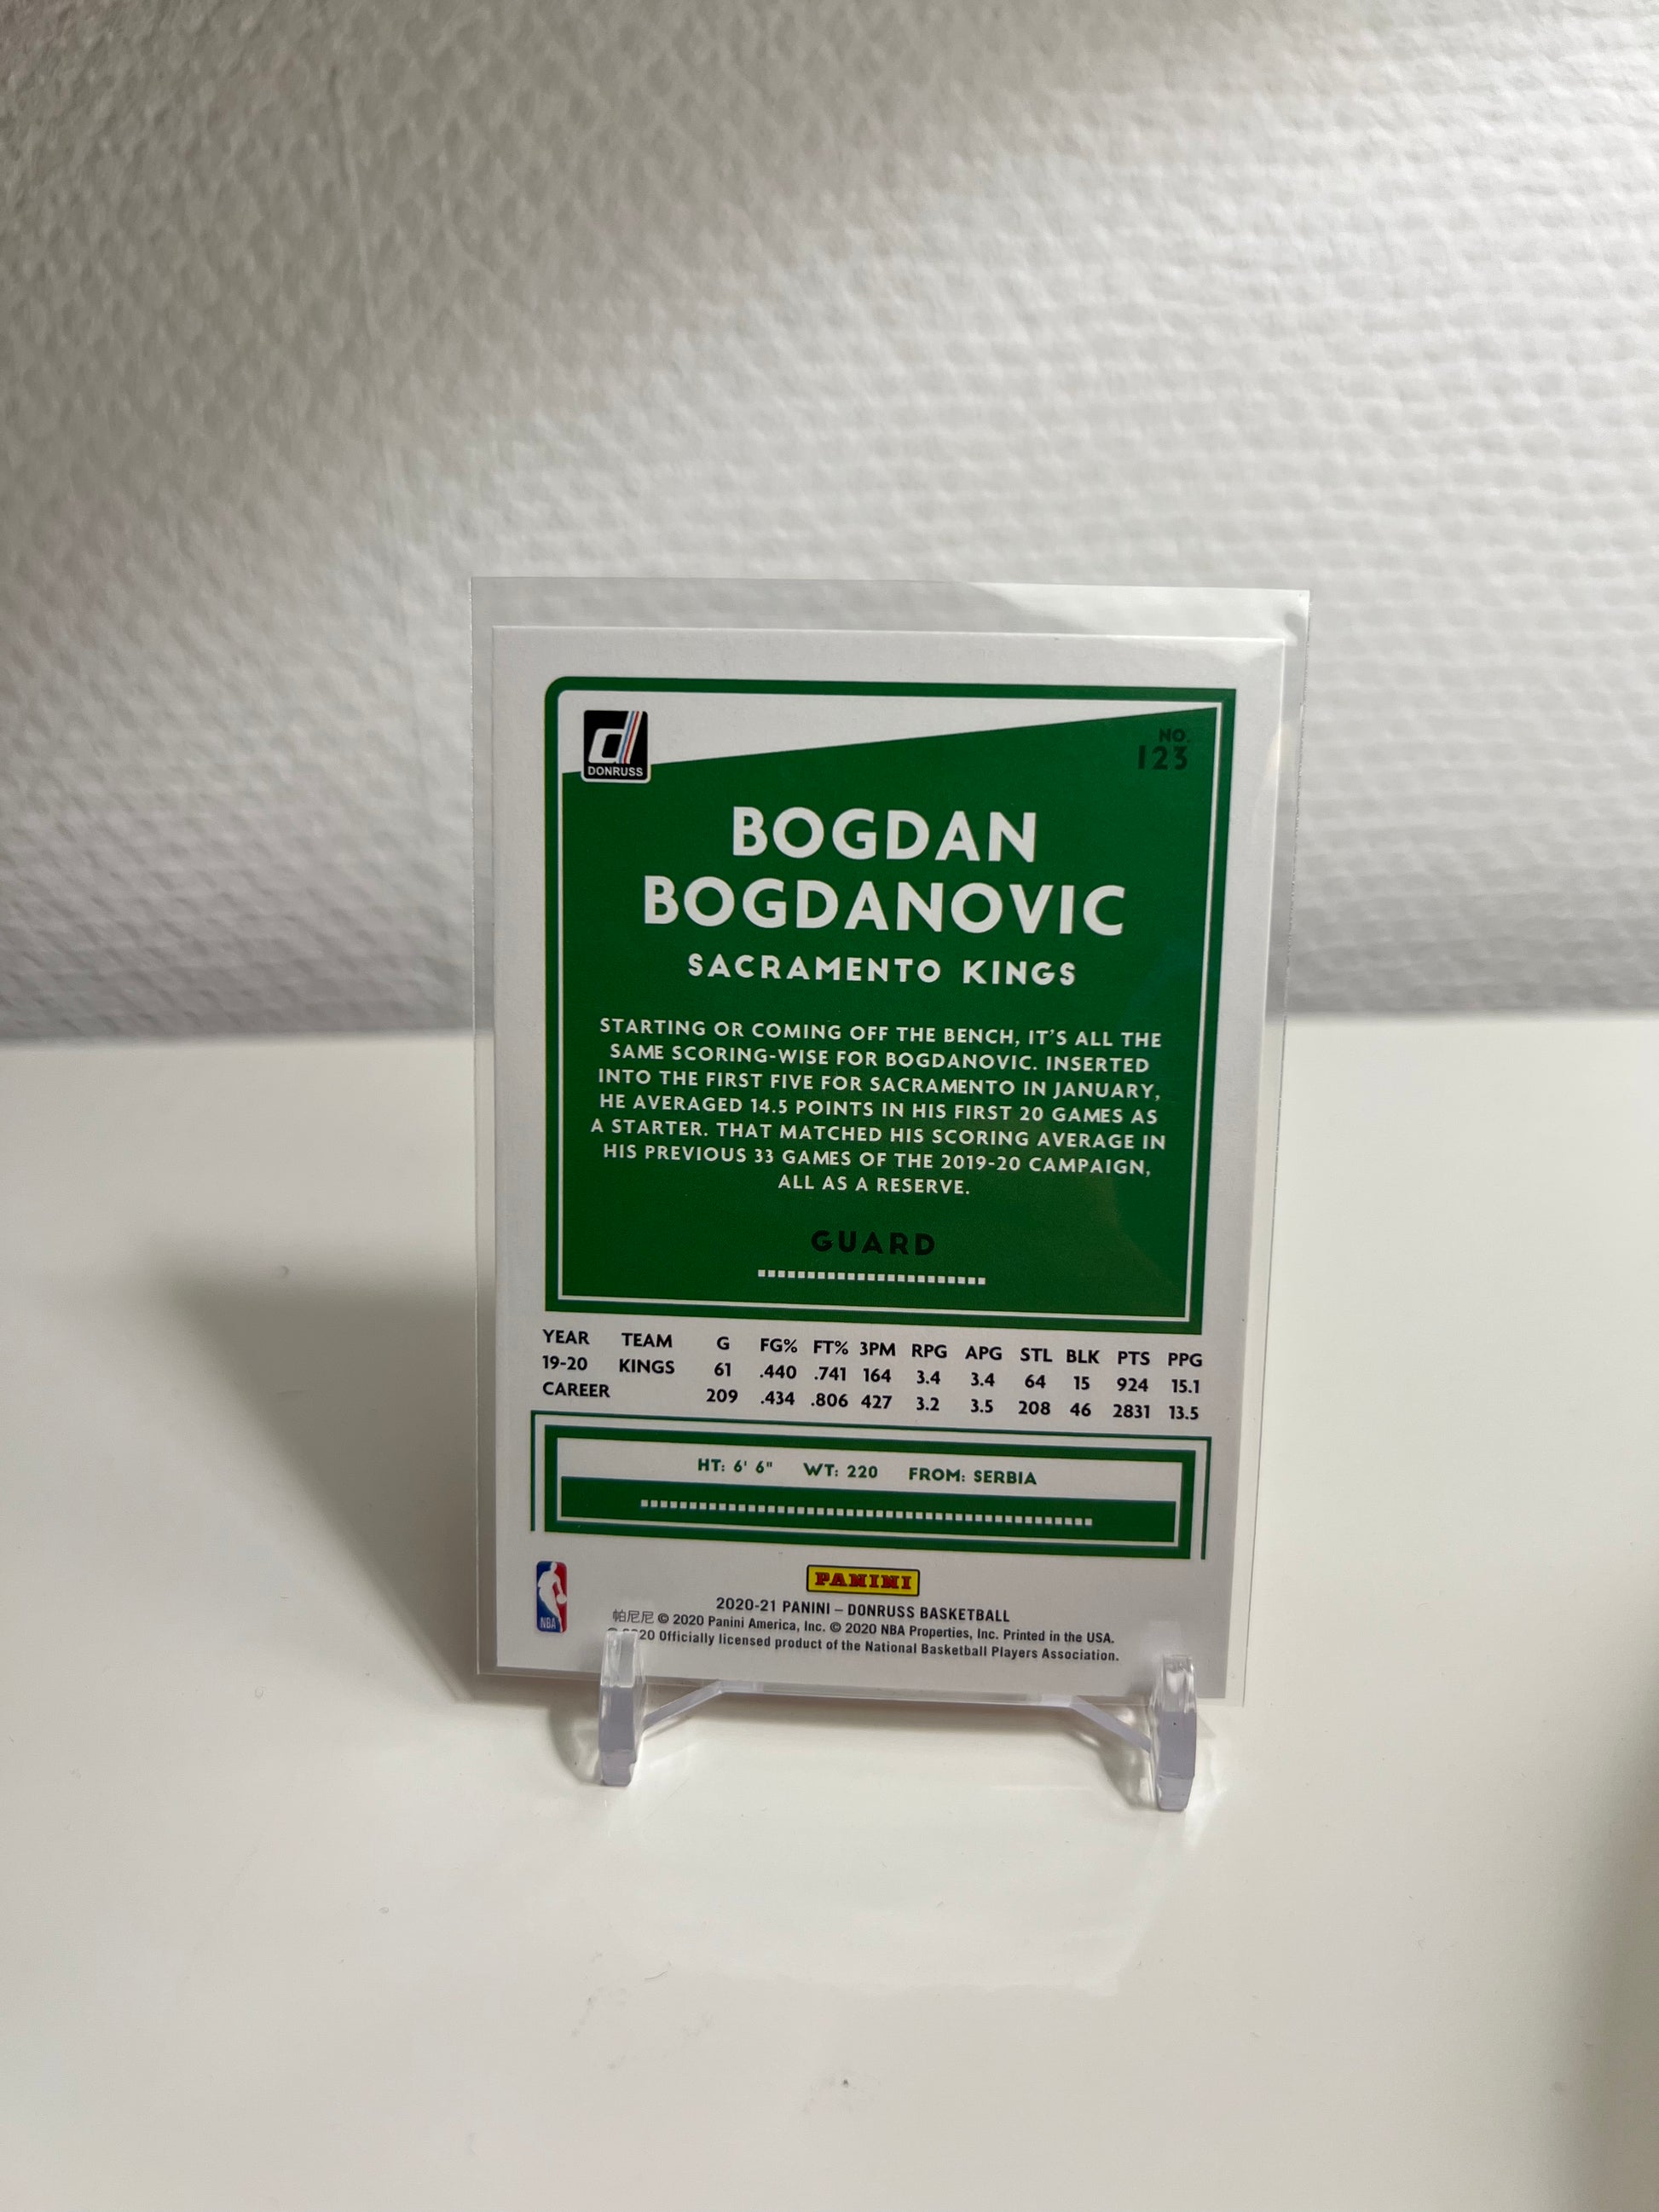 DONRUSS
NO.
123
BOGDAN
BOGDANOVIC
SACRAMENTO KINGS
STARTING OR COMING OFF THE BENCH, IT'S ALL THE
SAME SCORING-WISE FOR BOGDANOVIC. INSERTED
INTO THE FIRST FIVE FOR SACRAMENTO IN JANUARY,
HE AVERAGED 14.5 POINTS IN HIS FIRST 20 GAMES AS
A STARTER. THAT MATCHED HIS SCORING AVERAGE IN
HIS PREVIOUS 33 GAMES OF THE 2019-20 CAMPAIGN,
ALL AS A RESERVE.
GUARD
YEAR TEAM G FG% FT% 3PM RPG APG STL BLK PTS PPG
19-20 KINGS 61 .440 .741 164 3.4 3.4 64 15 924 15.1
CAREER 209 .434 .806 427 3.2 3.5 208 46 2831 13.5
HT: 6' 6" WT: 220 FROM: SERBIA
PANINI
NBA
2020-21 PANINI – DONRUSS BASKETBALL
帕尼尼 © 2020 Panini America, Inc. © 2020 NBA Properties, Inc. Printed in the USA.
Officially licensed product of the National Basketball Players Association.